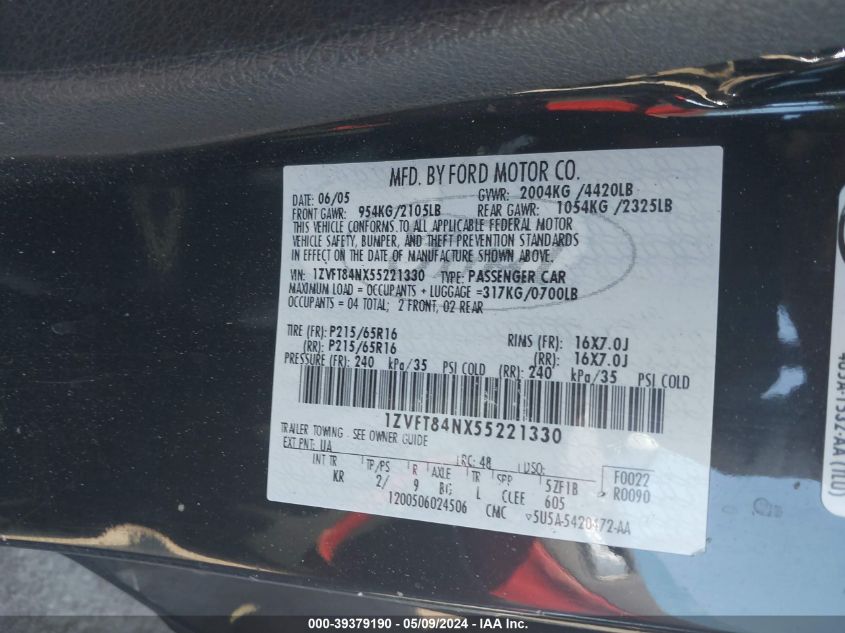 MFD. BY FORD MOTOR CO.
DATE: 06/05 GVWR: 2004KG /4420LB
FRONT GAWR: 954KG/2105LB REAR GAWR: 1054KG /2325LB
THIS VEHICLE CONFORMS TO ALL APPLICABLE FEDERAL MOTOR
VEHICLE SAFETY, BUMPER, AND THEFT PREVENTION STANDARDS
IN EFFECT ON THE DATE OF MANUFACTURE SHOWN ABOVE.
VIN: 1ZVFT84NX55221330 TYPE: PASSENGER CAR
MAXIMUM LOAD = OCCUPANTS + LUGGAGE =317KG/0700LB
OCCUPANTS = 04 TOTAL; 2 FRONT, 02 REAR
TIRE (FR): P215/65R16 RIMS (FR): 16X7.0J
(RR): P215/65R16 (RR): 16X7.0J
PRESSURE (FR): 240 kPa/35 PSI COLD (RR): 240 kPa/35 PSI COLD
1ZVFT84NX55221330
TRAILER TOWING - SEE OWNER GUIDE
EXT PNT: UA RC: 48 DSO: F0022
INT TR TP/PS R AXLE TR SPR 5ZF1B R0090
KR 2/ 9 BG L CLEE 605
1200506024506 CMC ▽5U5A-5420472-AA
000-39379190 - 05/09/2024 - IAA Inc.